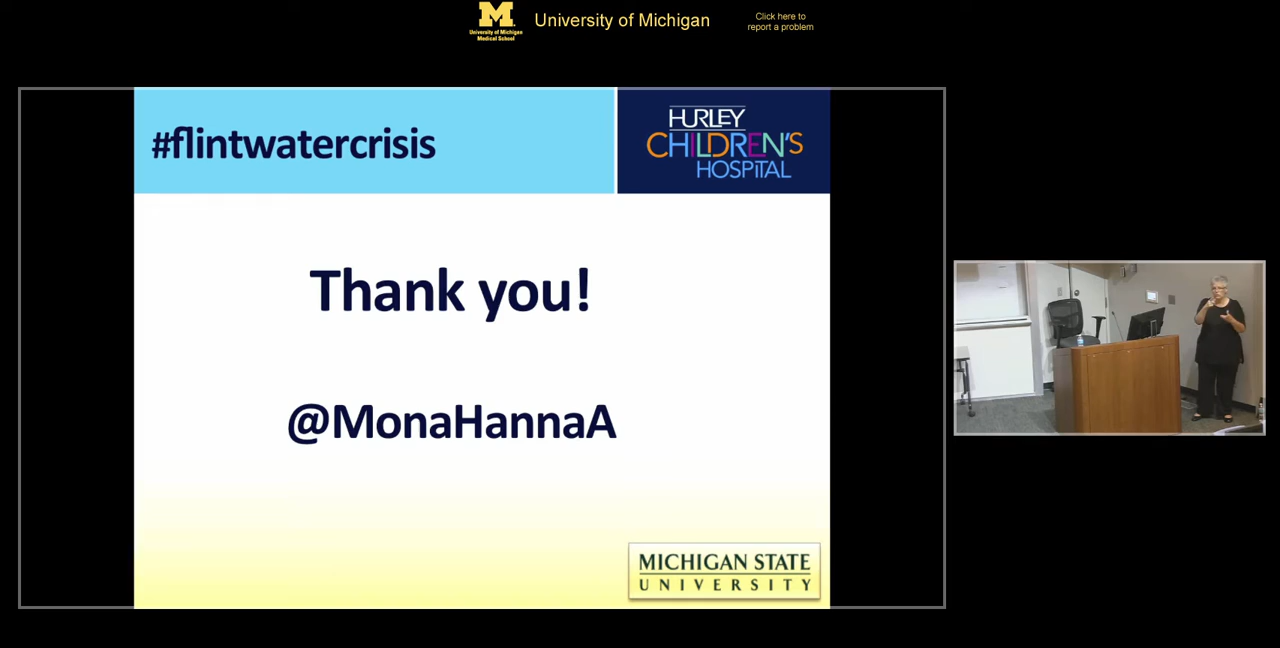 University of Michigan
Medical School
University of Michigan
Click here to
report a problem
#flintwatercrisis
HURLEY
CHILDREN'S
HOSPITAL
Thank you!
@MonaHannaA
MICHIGAN STATE
UNIVERSITY